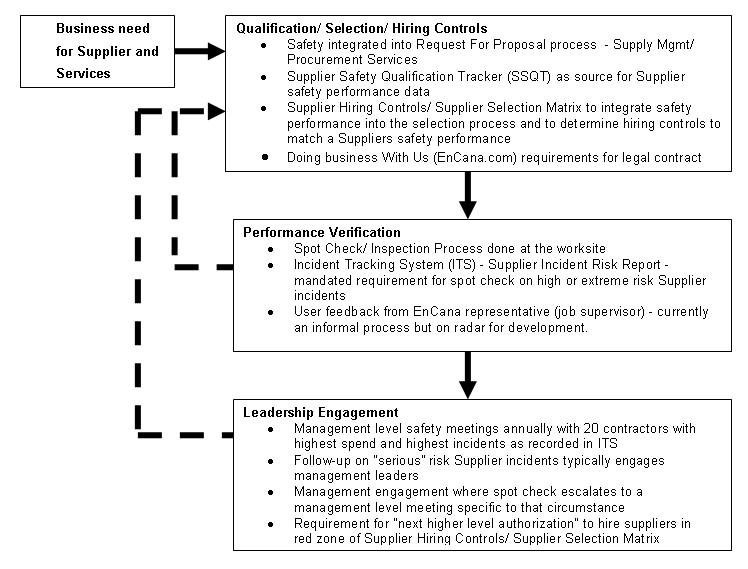 Business need
for Supplier and
Services
Qualification/ Selection/ Hiring Controls
• Safety integrated into Request For Proposal process - Supply Mgmt/
Procurement Services
• Supplier Safety Qualification Tracker (SSQT) as source for Supplier
safety performance data
• Supplier Hiring Controls/ Supplier Selection Matrix to integrate safety
performance into the selection process and to determine hiring controls to
match a Suppliers safety performance
• Doing business With Us (EnCana.com) requirements for legal contract
Performance Verification
• Spot Check/ Inspection Process done at the worksite
• Incident Tracking System (ITS) - Supplier Incident Risk Report -
mandated requirement for spot check on high or extreme risk Supplier
incidents
• User feedback from EnCana representative (job supervisor) - currently
an informal process but on radar for development.
Leadership Engagement
• Management level safety meetings annually with 20 contractors with
highest spend and highest incidents as recorded in ITS
• Follow-up on "serious" risk Supplier incidents typically engages
management leaders
• Management engagement where spot check escalates to a
management level meeting specific to that circumstance
• Requirement for "next higher level authorization" to hire suppliers in
red zone of Supplier Hiring Controls/ Supplier Selection Matrix